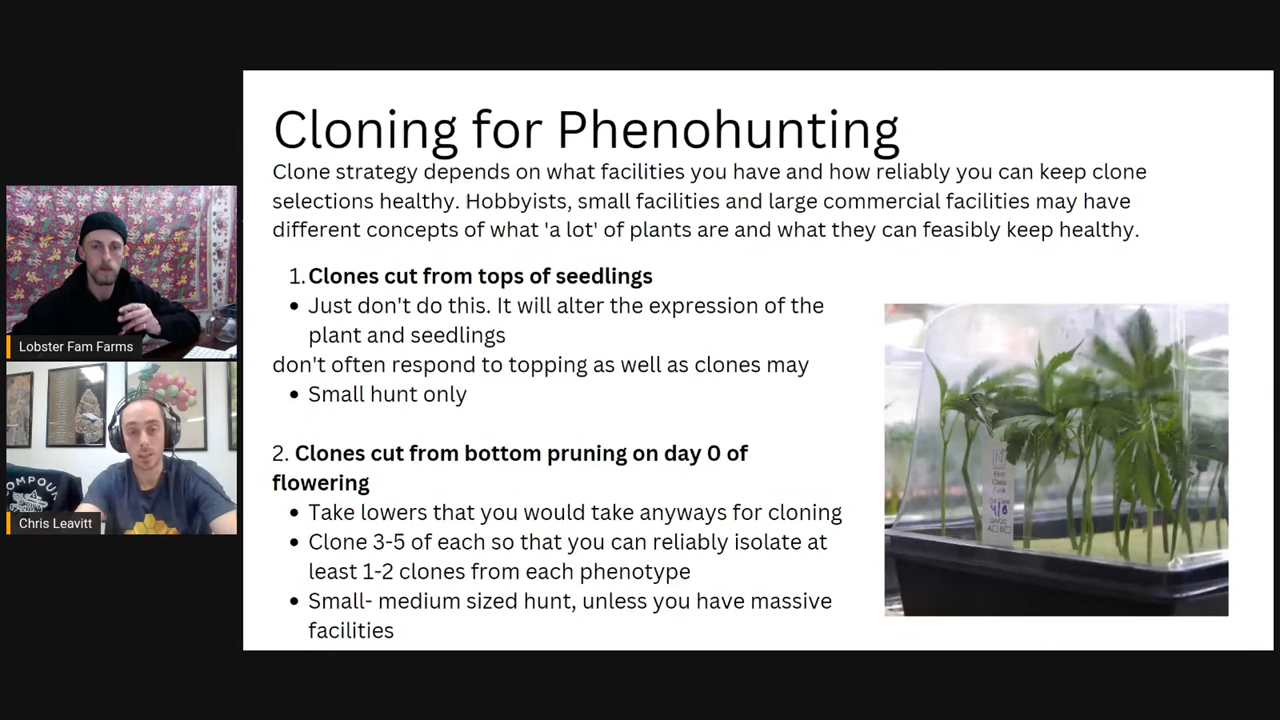 Cloning for Phenohunting
Clone strategy depends on what facilities you have and how reliably you can keep clone
selections healthy. Hobbyists, small facilities and large commercial facilities may have
different concepts of what 'a lot' of plants are and what they can feasibly keep healthy.
1. Clones cut from tops of seedlings
• Just don't do this. It will alter the expression of the
plant and seedlings
don't often respond to topping as well as clones may
• Small hunt only
2. Clones cut from bottom pruning on day 0 of
flowering
• Take lowers that you would take anyways for cloning
• Clone 3-5 of each so that you can reliably isolate at
least 1-2 clones from each phenotype
• Small- medium sized hunt, unless you have massive
facilities
Lobster Fam Farms
Chris Leavitt
4/8